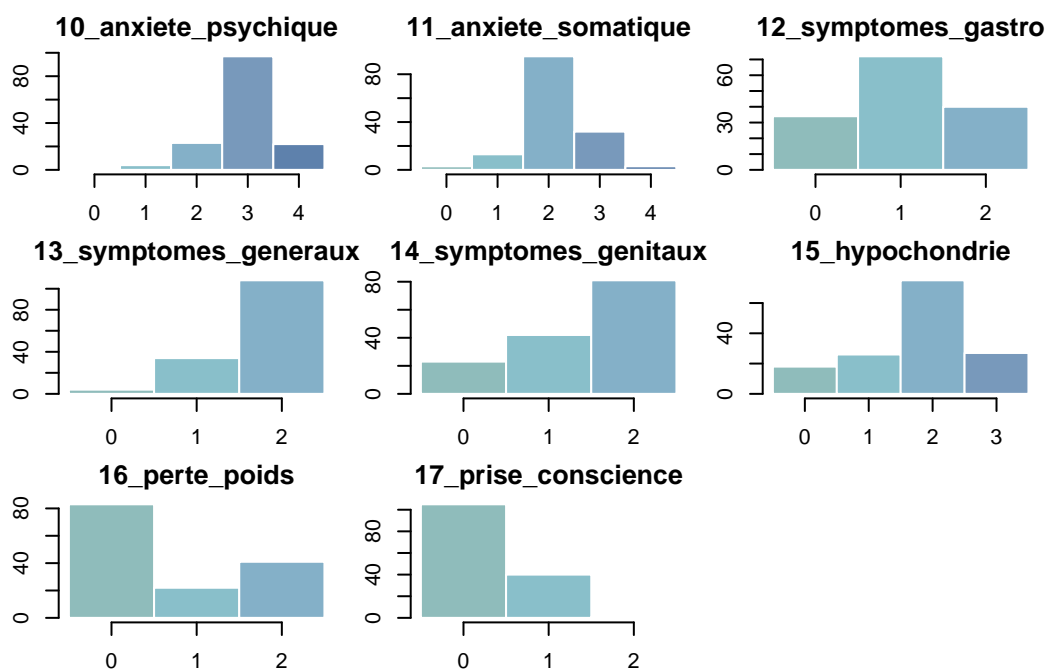 10_anxiete_psychique
80
40
0
0 1 2 3 4
11_anxiete_somatique
80
40
0
0 1 2 3 4
12_symptomes_gastro
60
30
0
0 1 2
13_symptomes_generaux
80
40
0
0 1 2
14_symptomes_genitaux
80
40
0
0 1 2
15_hypochondrie
40
0
0 1 2 3
16_perte_poids
80
40
0
0 1 2
17_prise_conscience
80
40
0
0 1 2